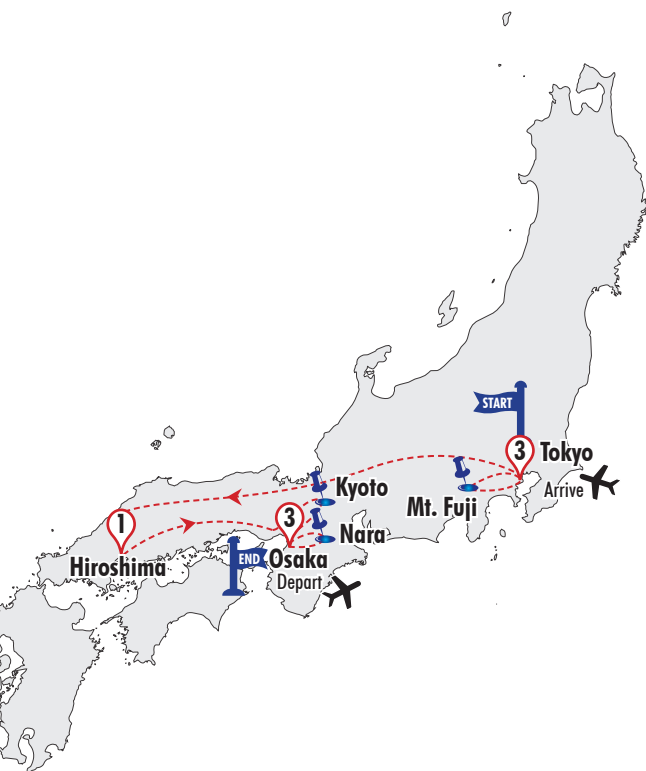 START
3
Tokyo
Arrive
Mt. Fuji
Kyoto
3
Nara
1
Hiroshima
END
Osaka
Depart